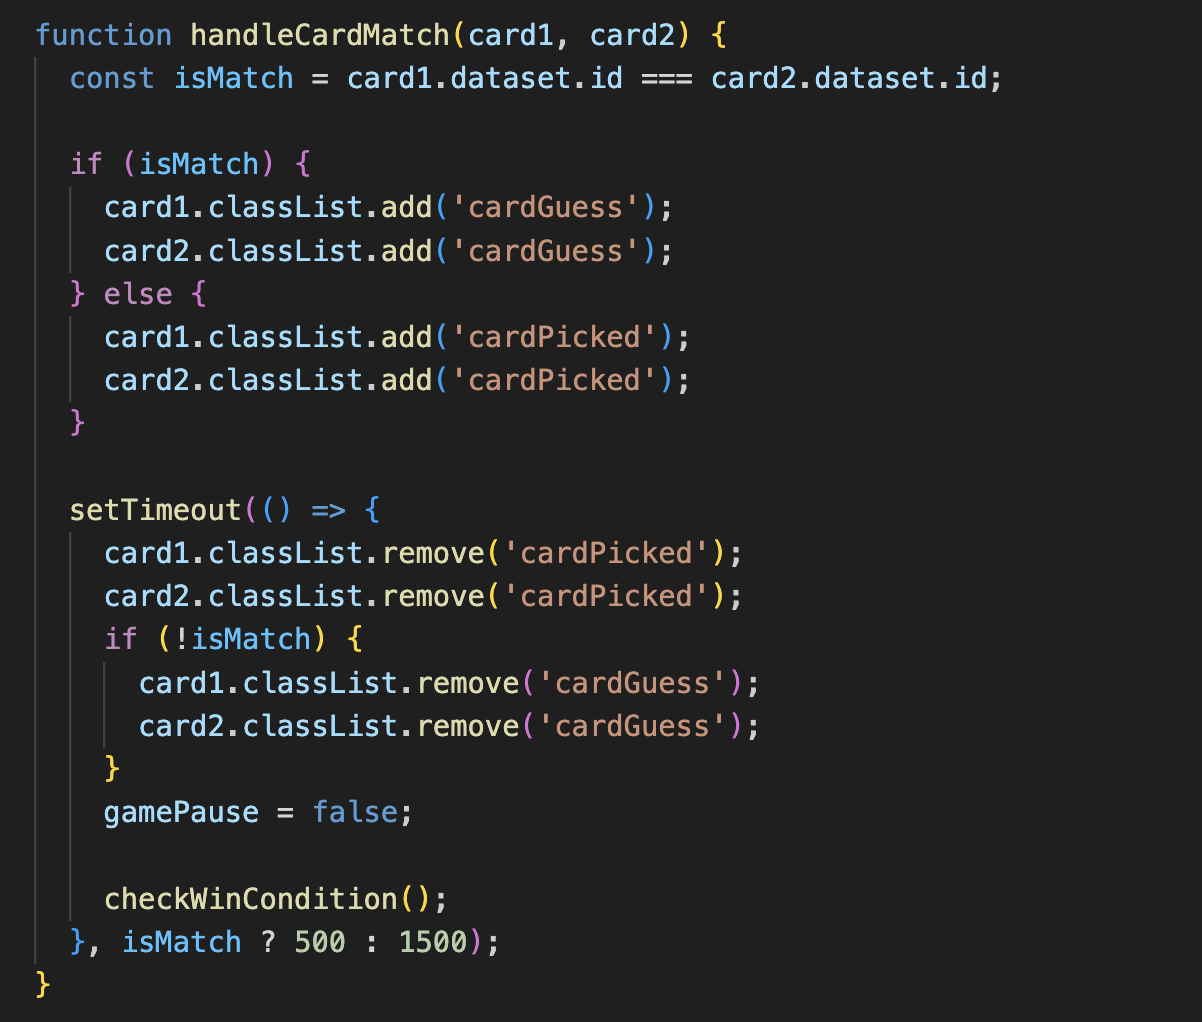 function handleCardMatch(card1, card2) {
  const isMatch = card1.dataset.id === card2.dataset.id;

  if (isMatch) {
    card1.classList.add('cardGuess');
    card2.classList.add('cardGuess');
  } else {
    card1.classList.add('cardPicked');
    card2.classList.add('cardPicked');
  }

  setTimeout(() => {
    card1.classList.remove('cardPicked');
    card2.classList.remove('cardPicked');
    if (!isMatch) {
      card1.classList.remove('cardGuess');
      card2.classList.remove('cardGuess');
    }
    gamePause = false;

    checkWinCondition();
  }, isMatch ? 500 : 1500);
}